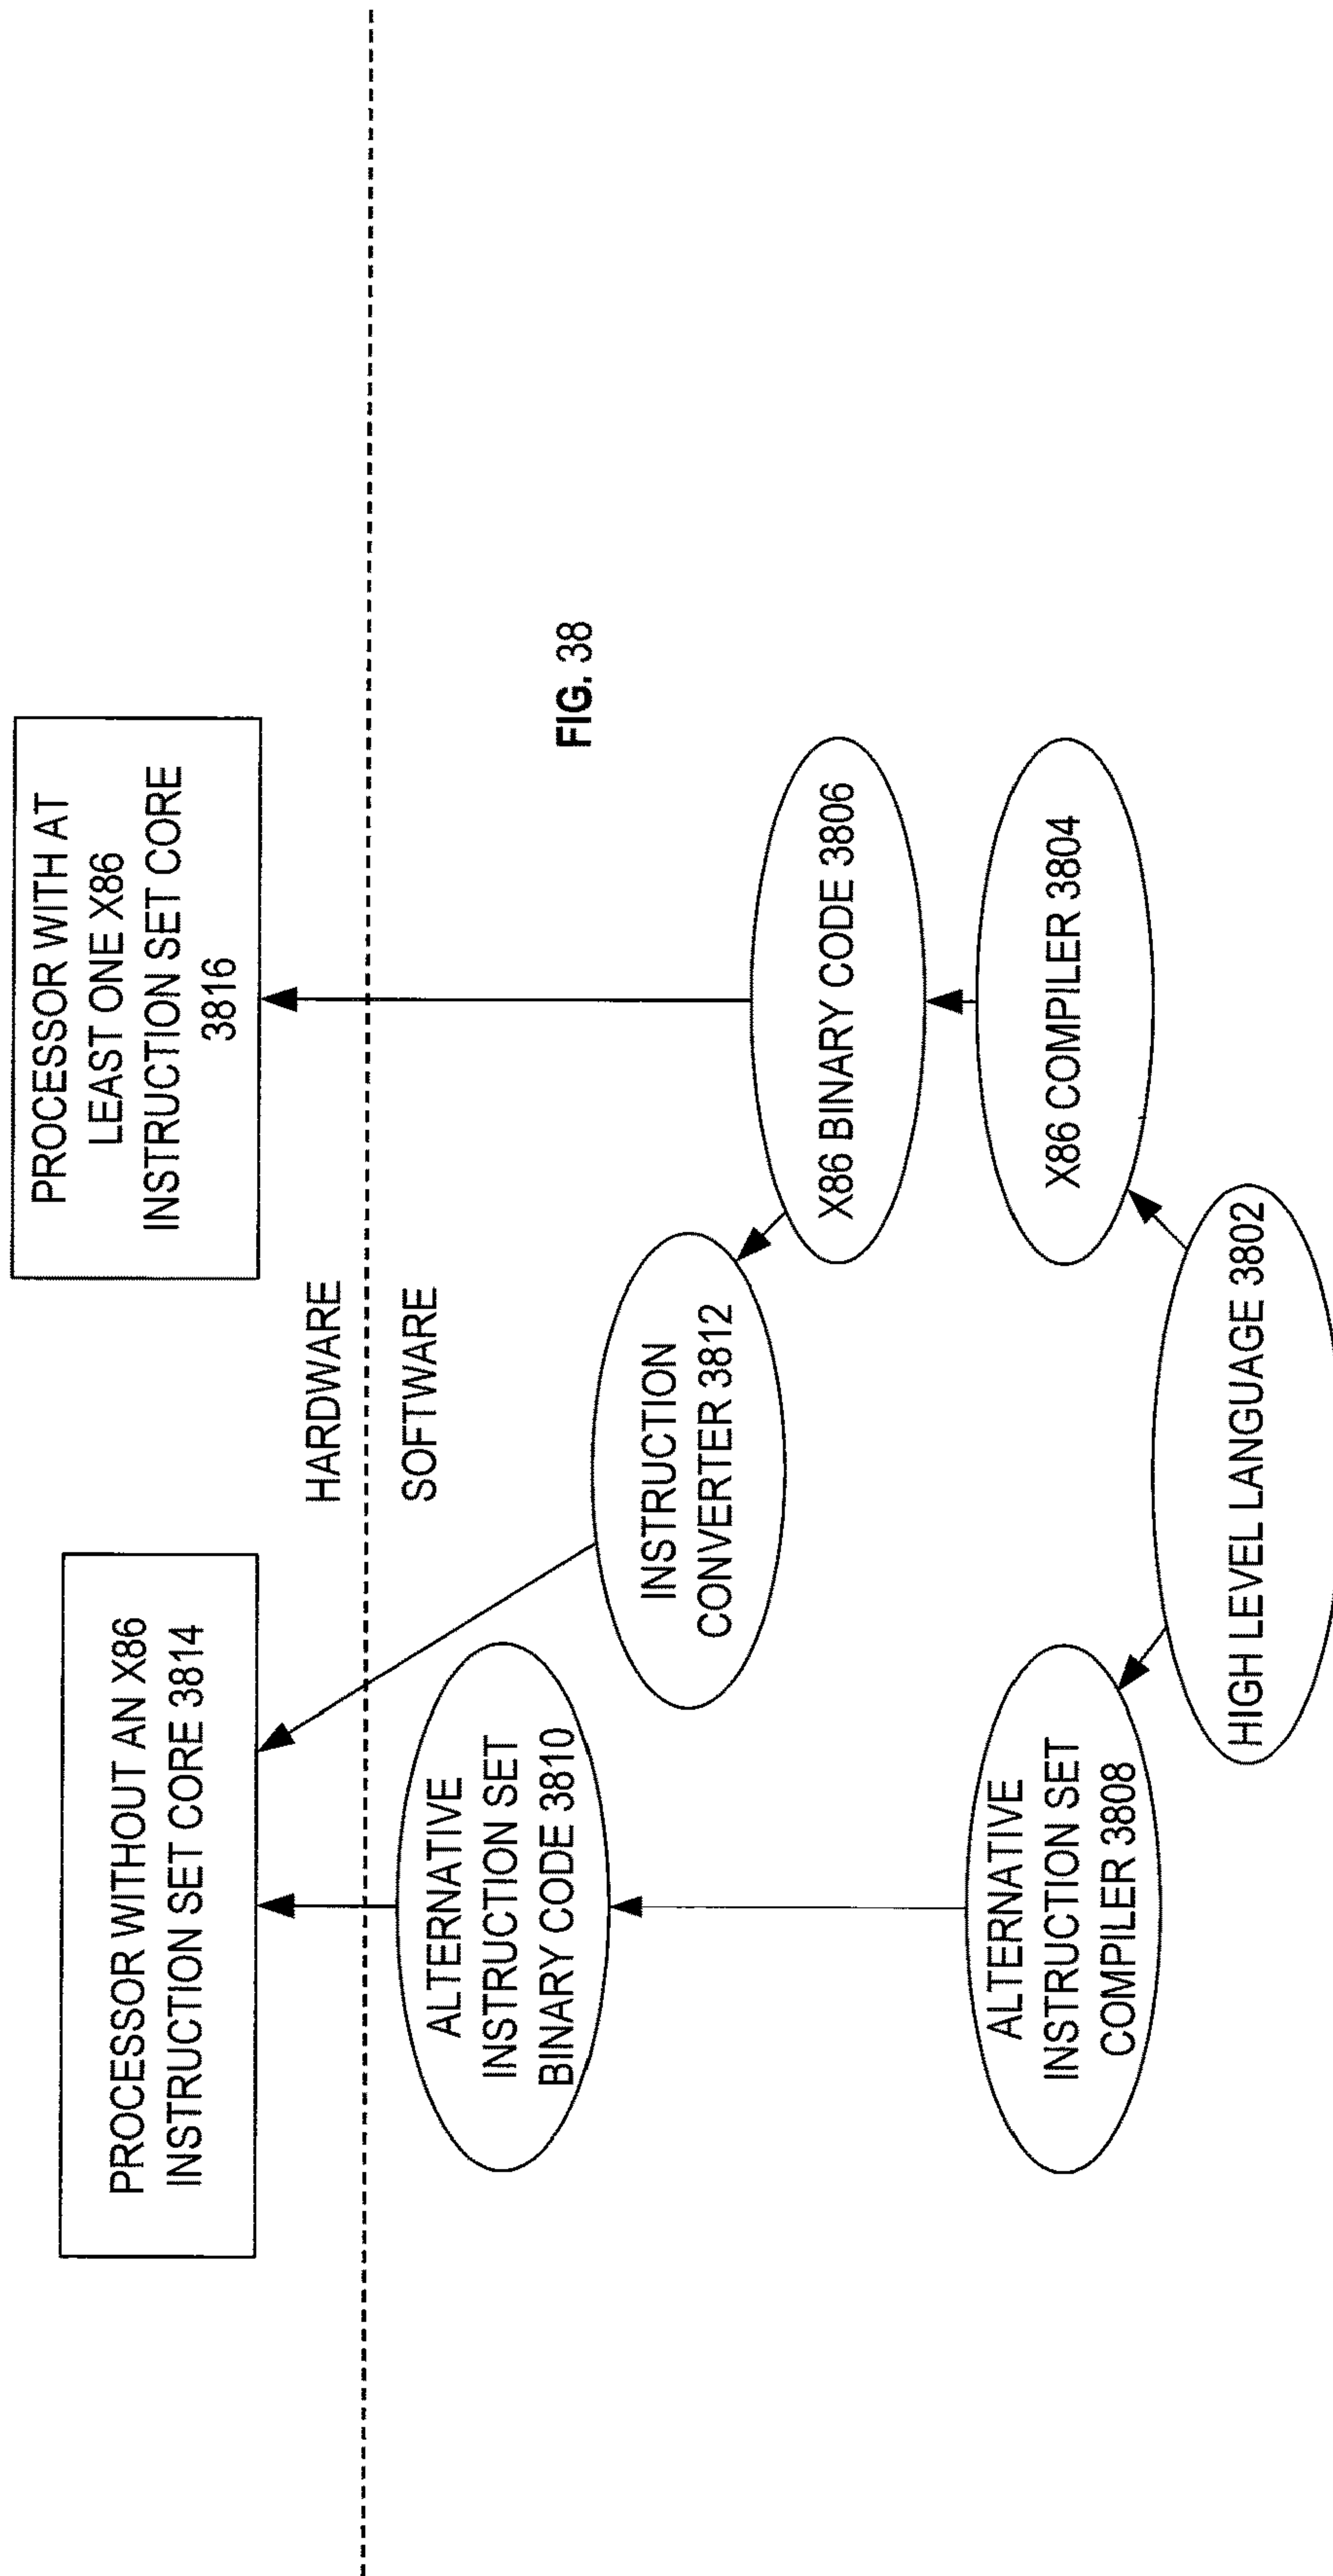 PROCESSOR WITHOUT AN X86
INSTRUCTION SET CORE 3814
PROCESSOR WITH AT
LEAST ONE X86
INSTRUCTION SET CORE
3816
HARDWARE
SOFTWARE
ALTERNATIVE
INSTRUCTION SET
BINARY CODE 3810
INSTRUCTION
CONVERTER 3812
FIG. 38
X86 BINARY CODE 3806
ALTERNATIVE
INSTRUCTION SET
COMPILER 3808
X86 COMPILER 3804
HIGH LEVEL LANGUAGE 3802